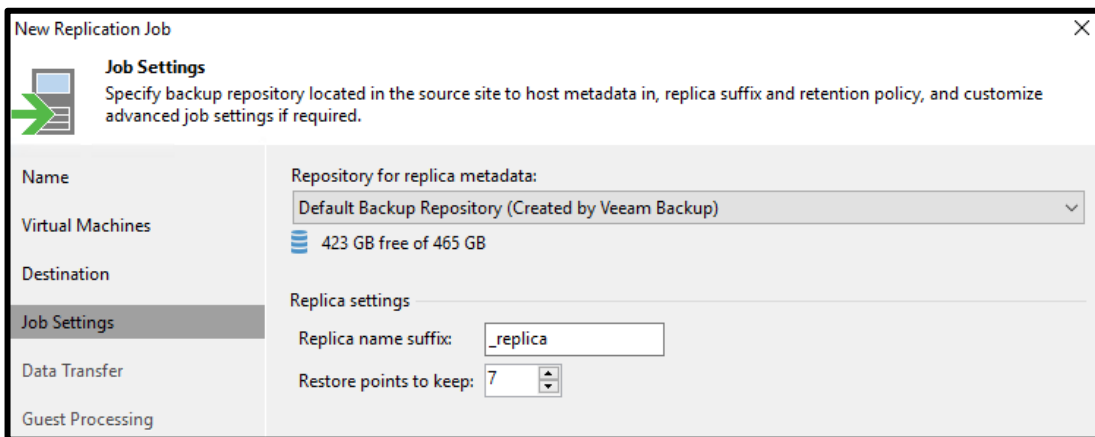 New Replication Job
Job Settings
Specify backup repository located in the source site to host metadata in, replica suffix and retention policy, and customize
advanced job settings if required.
Name
Virtual Machines
Destination
Job Settings
Data Transfer
Guest Processing
Repository for replica metadata:
Default Backup Repository (Created by Veeam Backup)
423 GB free of 465 GB
Replica settings
Replica name suffix: _replica
Restore points to keep: 7